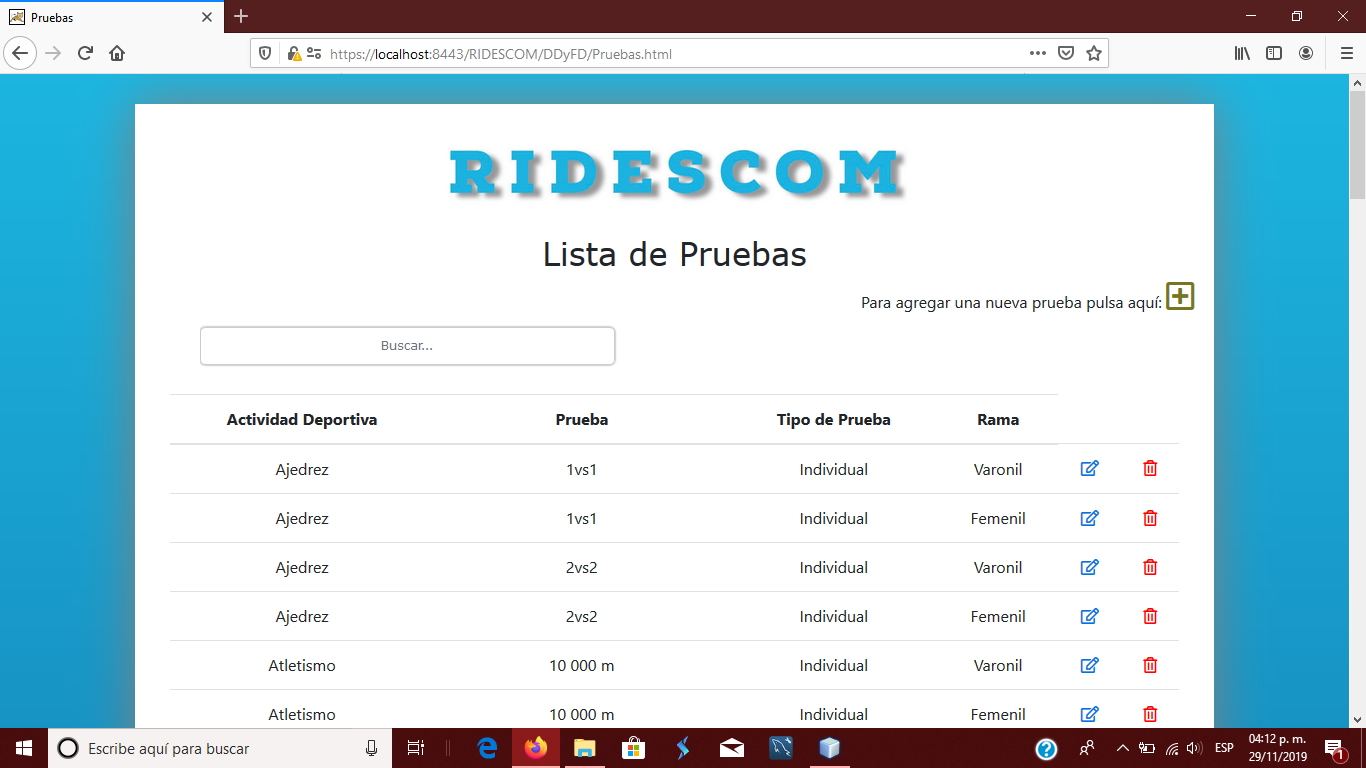 Pruebas
https://localhost:8443/RIDESCOM/DDyFD/Pruebas.html
RIDESCOM
Lista de Pruebas
Para agregar una nueva prueba pulsa aquí:
Buscar...
Actividad Deportiva Prueba Tipo de Prueba Rama
Ajedrez 1vs1 Individual Varonil
Ajedrez 1vs1 Individual Femenil
Ajedrez 2vs2 Individual Varonil
Ajedrez 2vs2 Individual Femenil
Atletismo 10 000 m Individual Varonil
Atletismo 10 000 m Individual Femenil
Escribe aquí para buscar
ESP
04:12 p. m.
29/11/2019
1